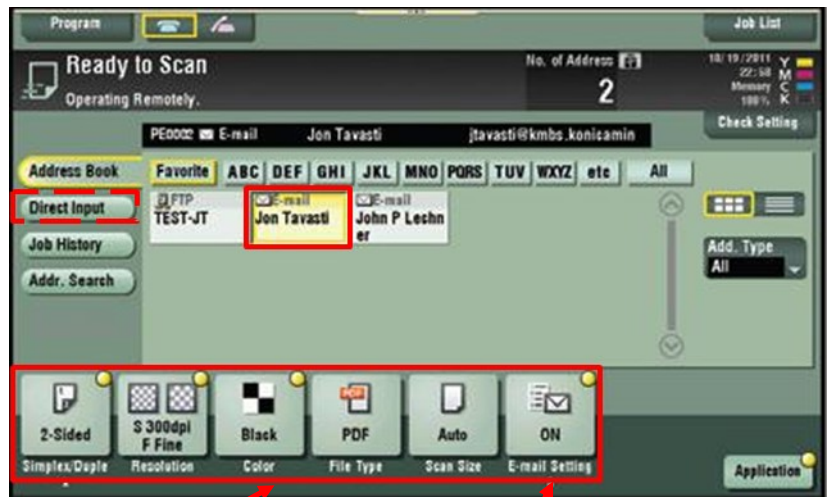 Program
Job List
Ready to Scan
Operating Remotely.
No. of Address
2
10/19/2011
22:58
Memory
100%
Y
M
C
K
Check Setting
PE0002 E-mail Jon Tavasti jtavasti@kmbs.konicamin
Address Book
Favorite ABC DEF GHI JKL MNO PQRS TUV WXYZ etc All
Direct Input
FTP
TEST-JT
E-mail
Jon Tavasti
E-mail
John P Lechn
er
Job History
Addr. Search
Add. Type
All
2-Sided
S 300dpi
F Fine
Black
PDF
Auto
ON
Simplex/Duple
Resolution
Color
File Type
Scan Size
E-mail Setting
Application